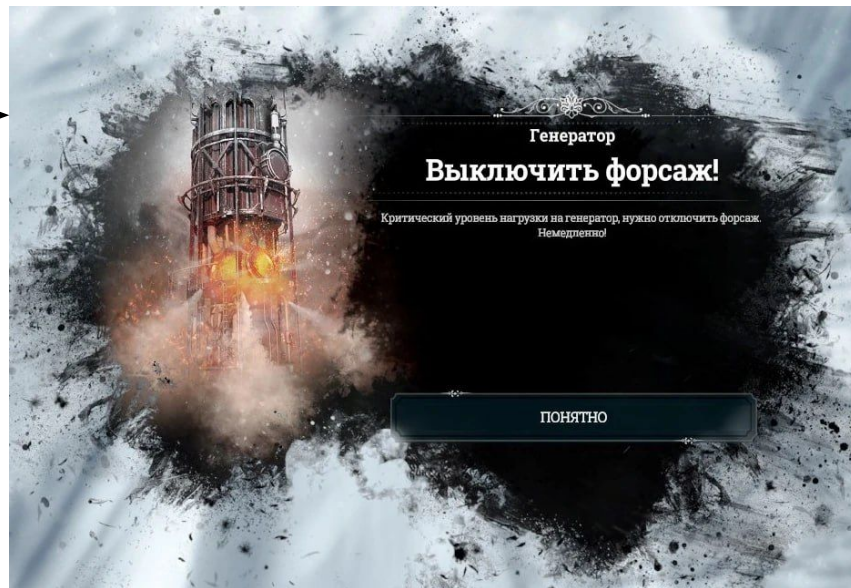 Генератор
Выключить форсаж!
Критический уровень нагрузки на генератор, нужно отключить форсаж.
Немедленно!
ПОНЯТНО